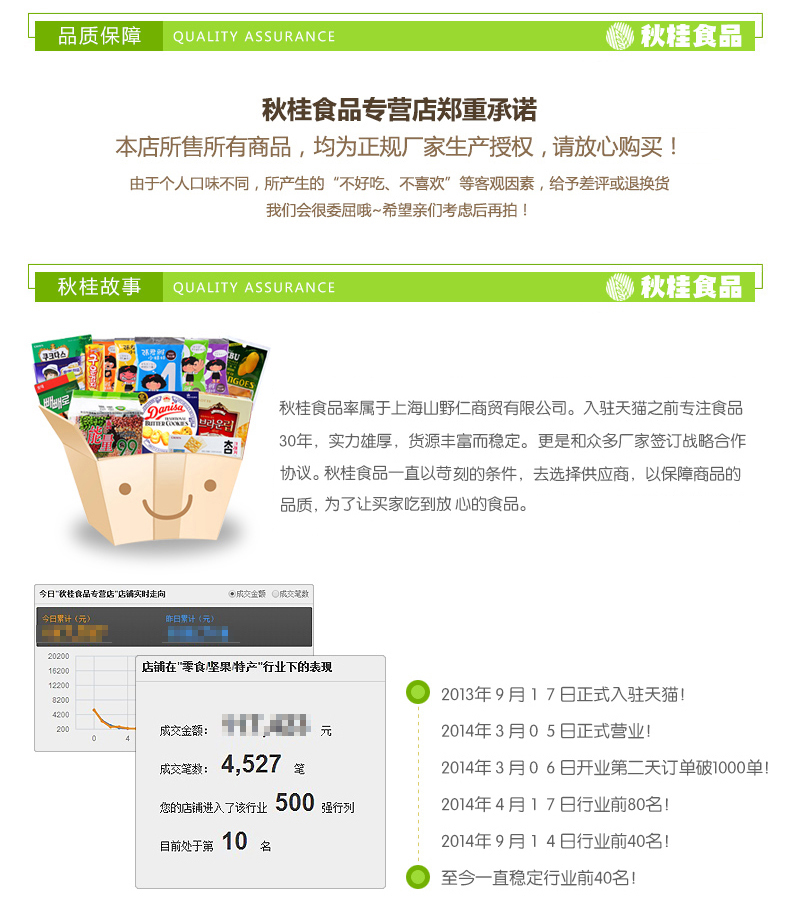 品质保障 QUALITY ASSURANCE 秋桂食品
秋桂食品专营店郑重承诺
本店所售所有商品，均为正规厂家生产授权，请放心购买！
由于个人口味不同，所产生的“不好吃、不喜欢”等客观因素，给予差评或退换货
我们会很委屈哦~希望亲们考虑后再拍！
秋桂故事 QUALITY ASSURANCE 秋桂食品
쿠크다스
빼빼로
能量99
Danisa
TRADITIONAL
BUTTER COOKIES
브라운림
秋桂食品率属于上海山野仁商贸有限公司。入驻天猫之前专注食品
30年，实力雄厚，货源丰富而稳定。更是和众多厂家签订战略合作
协议。秋桂食品一直以苛刻的条件，去选择供应商，以保障商品的
品质，为了让买家吃到放 心的食品。
今日"秋桂食品专营店"店铺实时走向 成交金额 成交笔数
今日累计（元） 昨日累计（元）
20200
16200
12200
8200
4200
200
0 4
店铺在"零食/坚果/特产"行业下的表现
成交金额： 元
成交笔数： 4,527 笔
您的店铺进入了该行业 500 强行列
目前处于第 10 名
2013年９月１７日正式入驻天猫！
2014年３月０５日正式营业！
2014年３月０６日开业第二天订单破1000单！
2014年４月１７日行业前80名！
2014年９月１４日行业前40名！
至今一直稳定行业前40名！